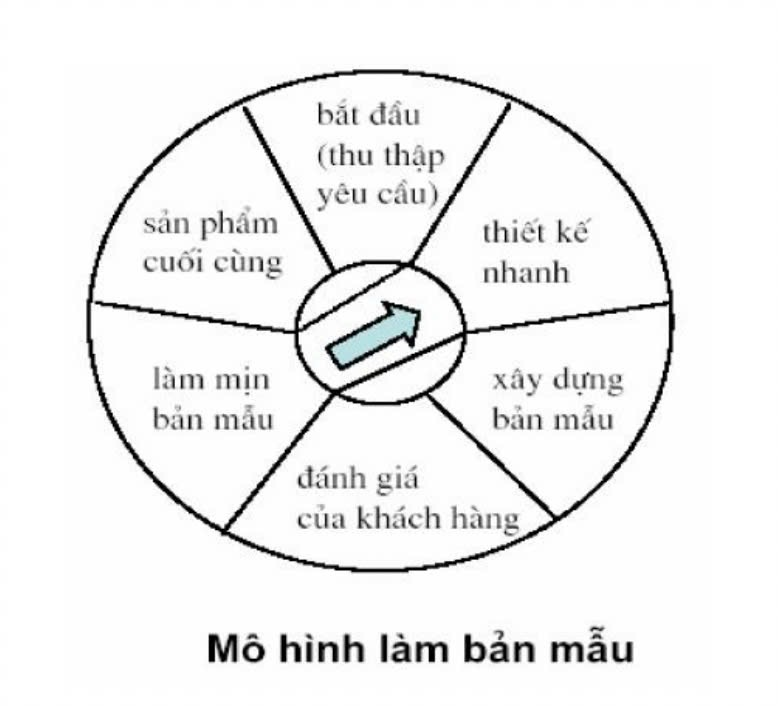 bắt đầu
(thu thập
yêu cầu)
thiết kế
nhanh
xây dựng
bản mẫu
đánh giá
của khách hàng
làm mịn
bản mẫu
sản phẩm
cuối cùng
Mô hình làm bản mẫu